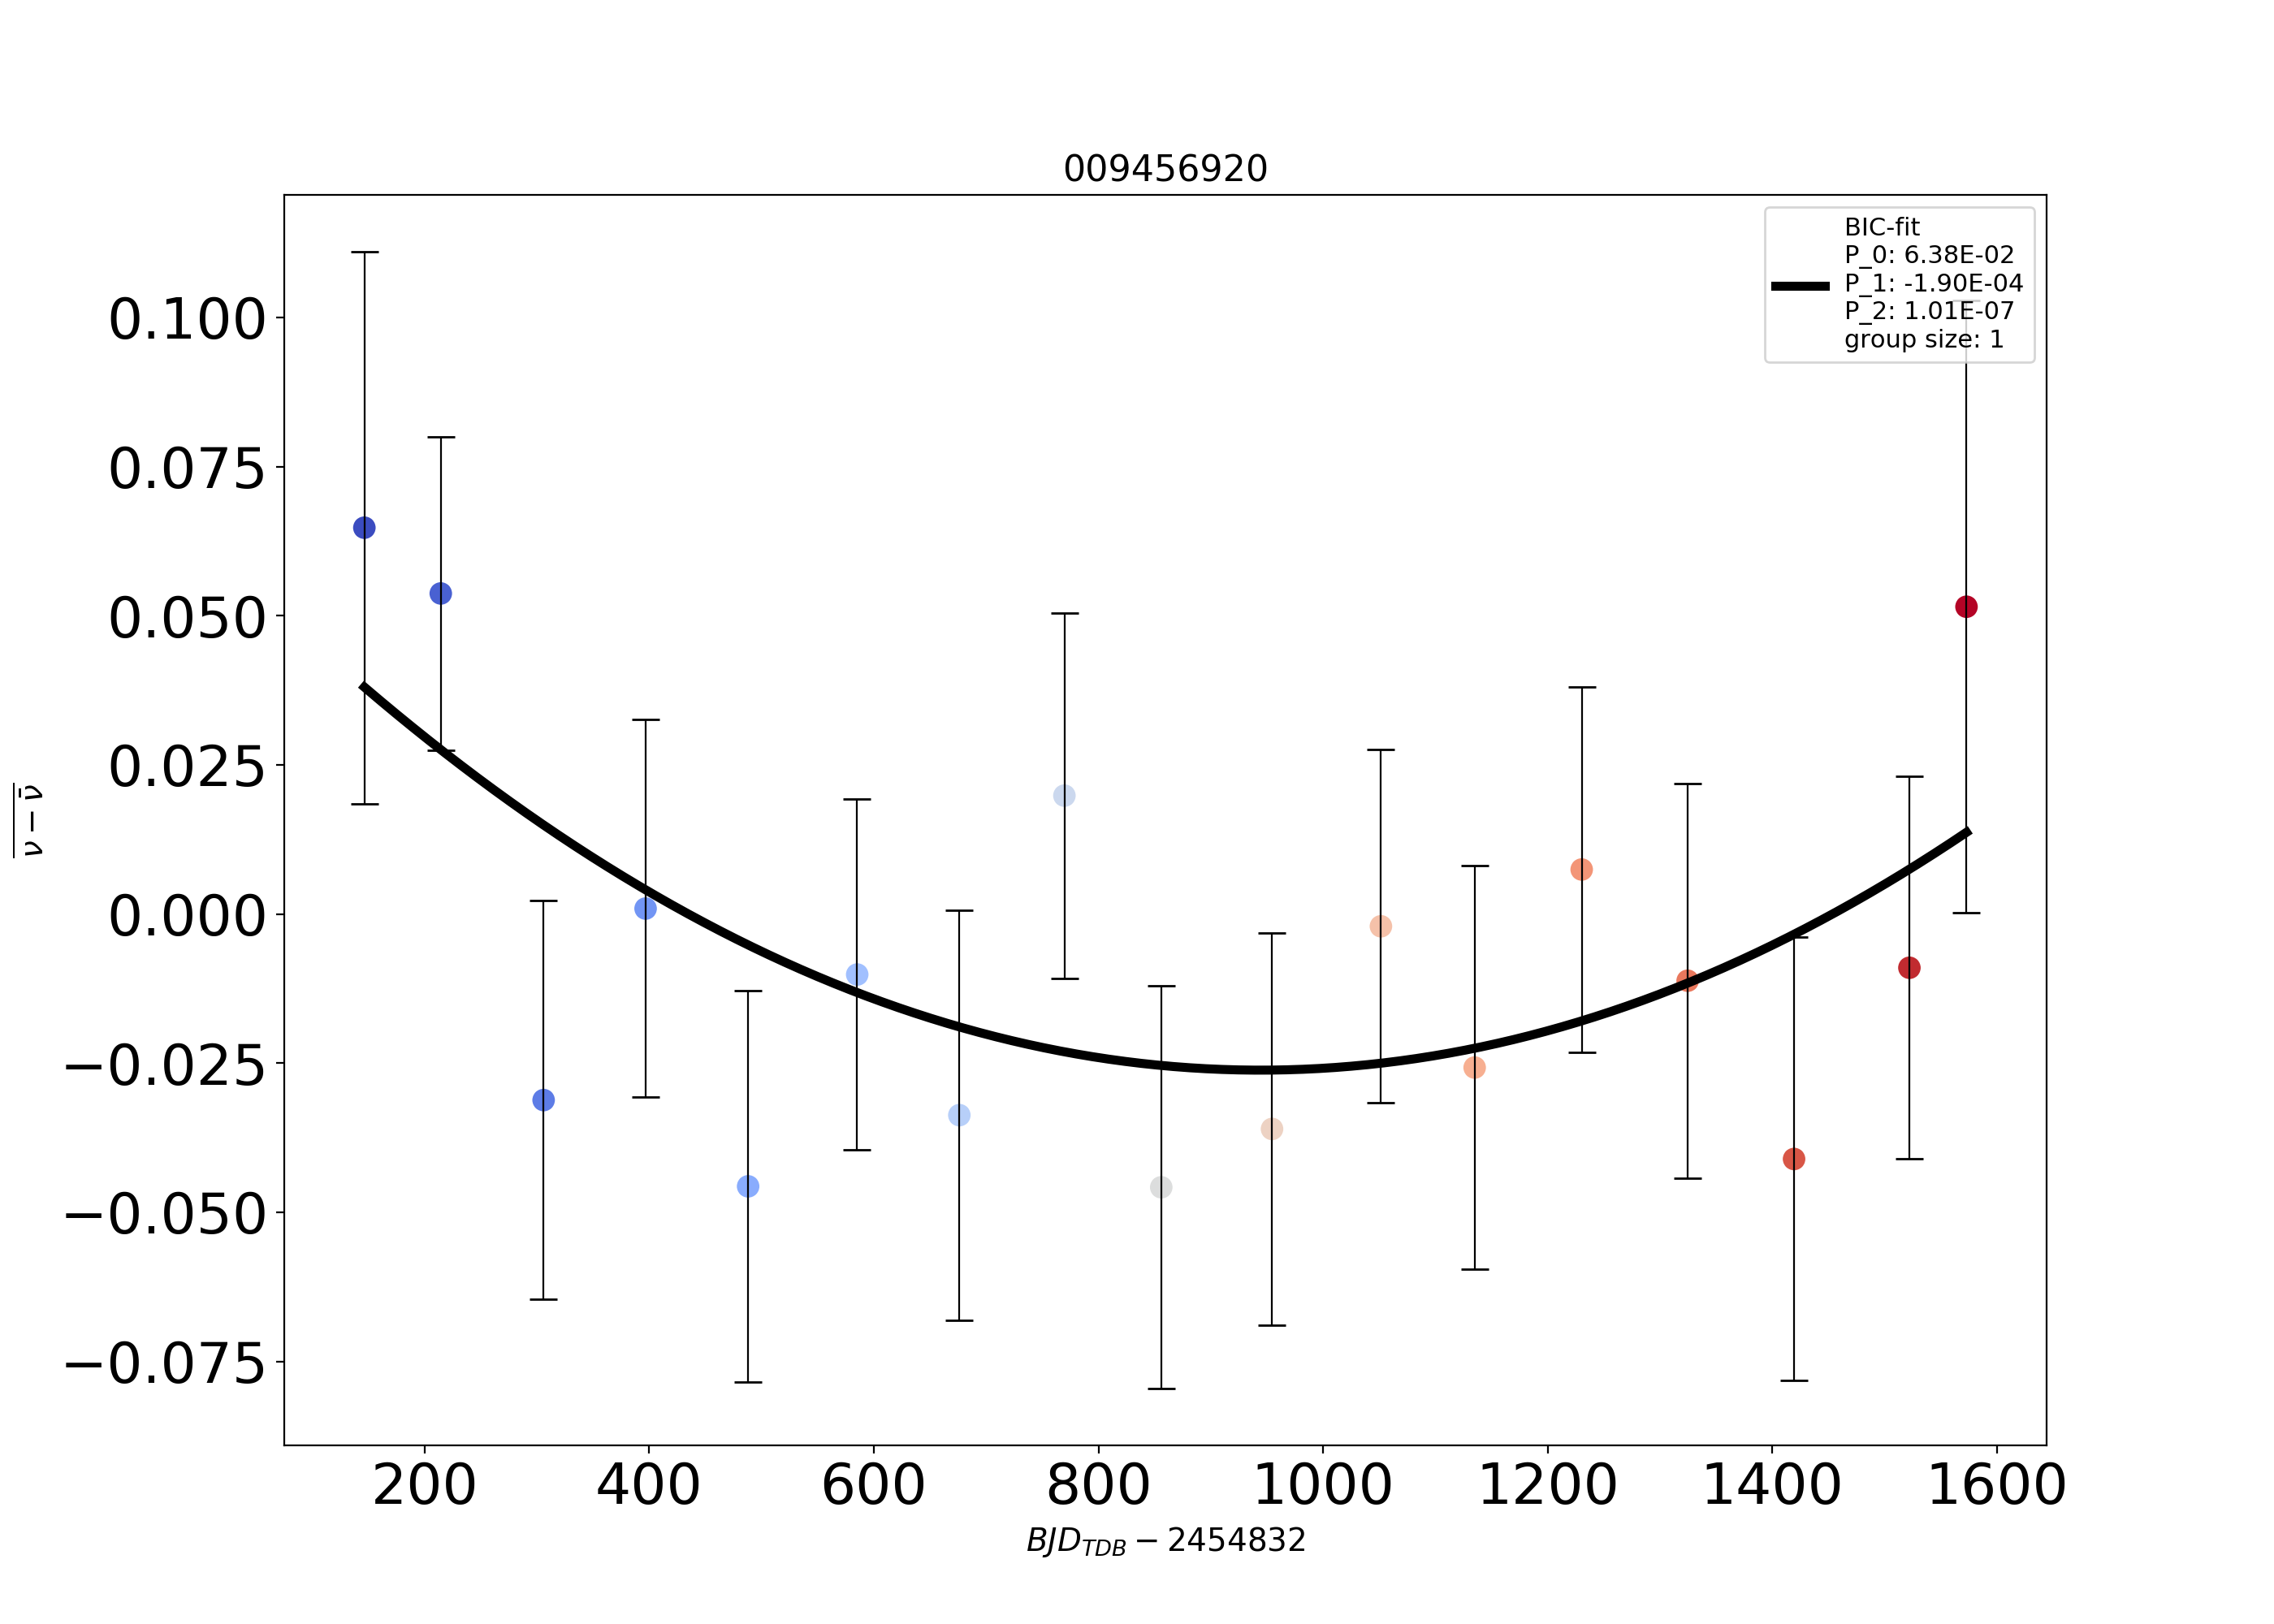 009456920
BIC-fit
P_0: 6.38E-02
P_1: -1.90E-04
P_2: 1.01E-07
group size: 1
0.100
0.075
0.050
0.025
0.000
−0.025
−0.050
−0.075
ν − ν̄
200 400 600 800 1000 1200 1400 1600
BJD_TDB − 2454832